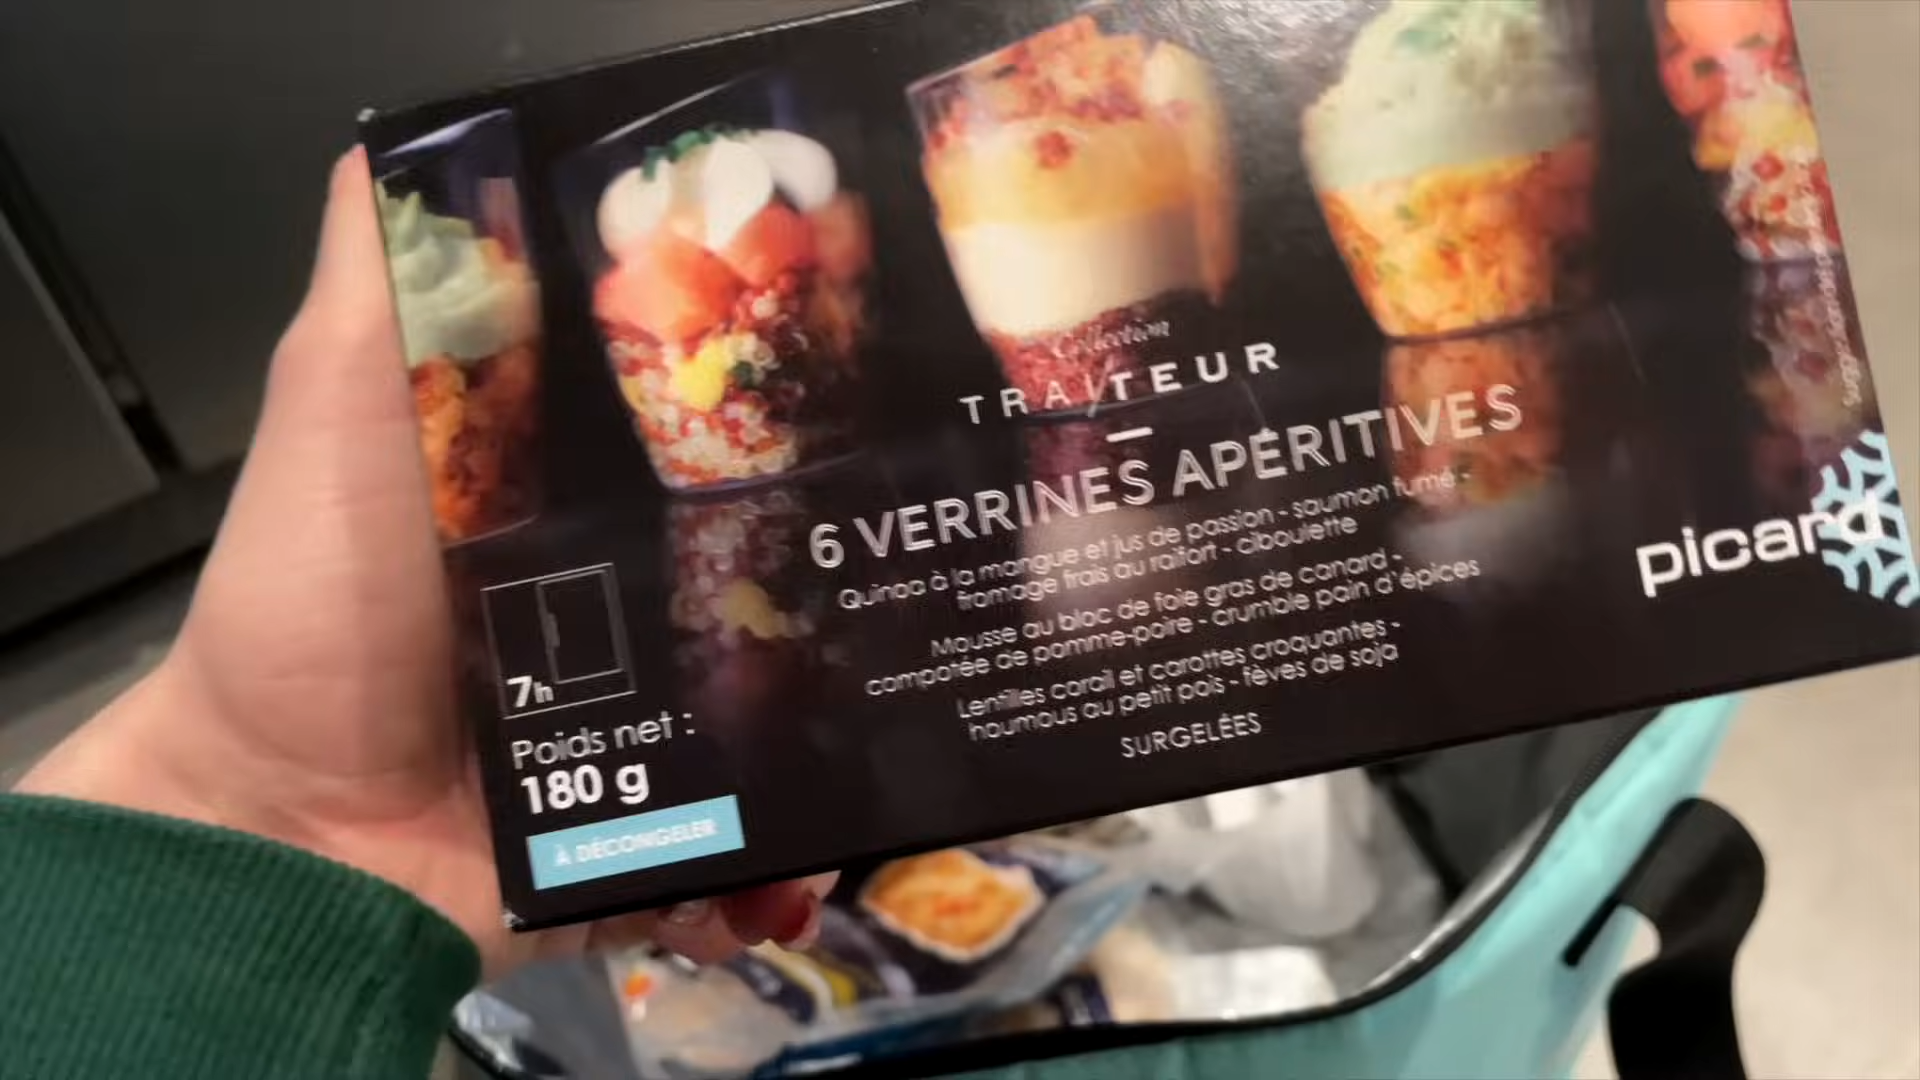 Collection
TRAITEUR
6 VERRINES APÉRITIVES
Quinoa à la mangue et jus de passion - saumon fumé -
fromage frais au raifort - ciboulette
Mousse au bloc de foie gras de canard -
compotée de pomme-poire - crumble pain d'épices
Lentilles corail et carottes croquantes -
houmous au petit pois - fèves de soja
SURGELÉES
picard
7h
Poids net :
180 g
À DÉCONGELER